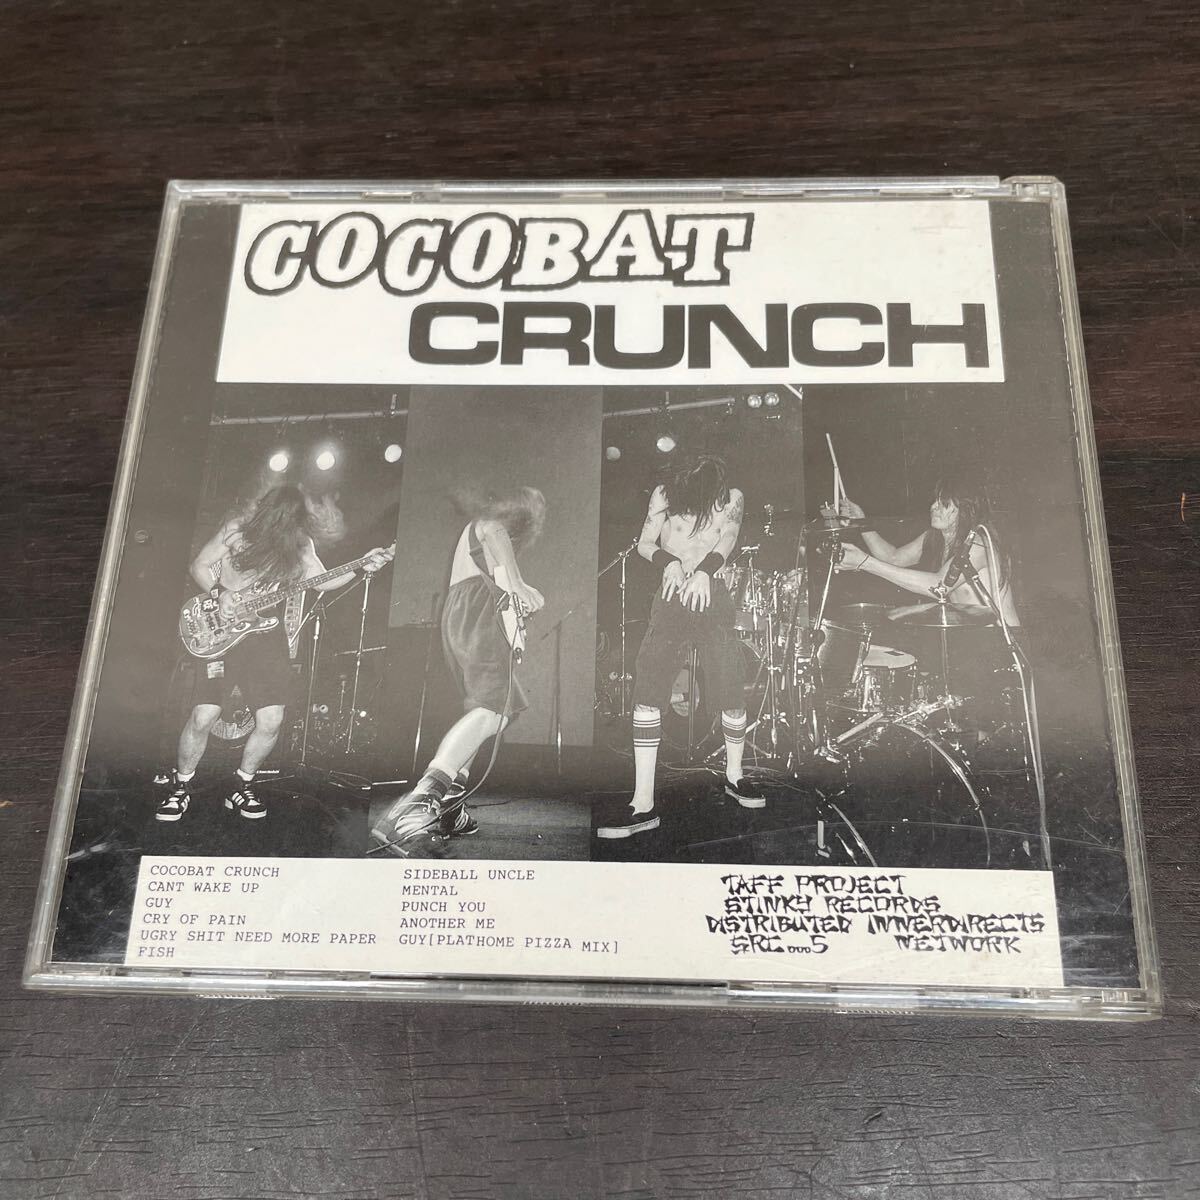 COCOBAT
CRUNCH
COCOBAT CRUNCH
CANT WAKE UP
GUY
CRY OF PAIN
UGRY SHIT NEED MORE PAPER
FISH
SIDEBALL UNCLE
MENTAL
PUNCH YOU
ANOTHER ME
GUY[PLATHOME PIZZA MIX]
TAFF PROJECT
STINKY RECORDS
DISTRIBUTED INNERDIRECTS
SRC...5 NETWORK